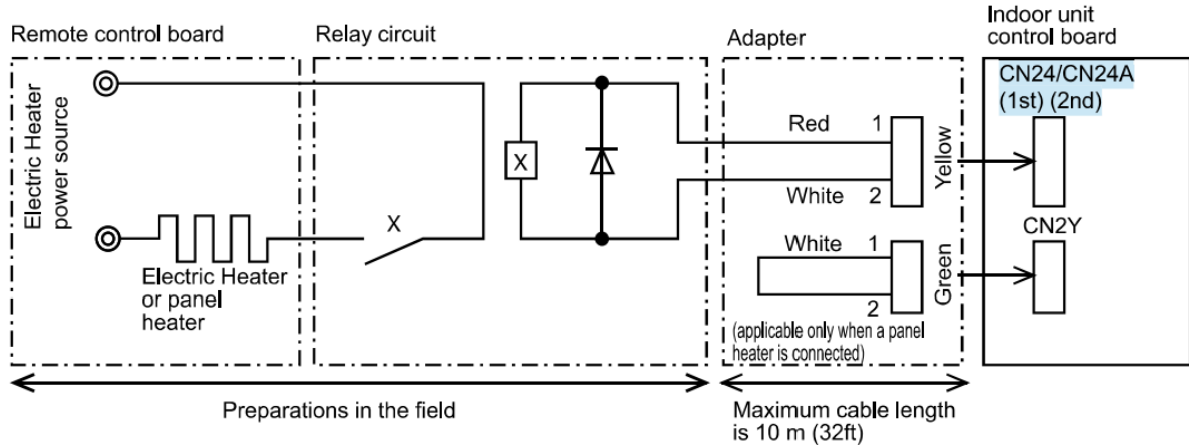 Remote control board
Relay circuit
Adapter
Indoor unit
control board
CN24/CN24A
(1st) (2nd)
Electric Heater
power source
X
X
Red
1
White
2
Yellow
CN2Y
White
1
2
Green
Electric Heater
or panel
heater
(applicable only when a panel
heater is connected)
Preparations in the field
Maximum cable length
is 10 m (32ft)